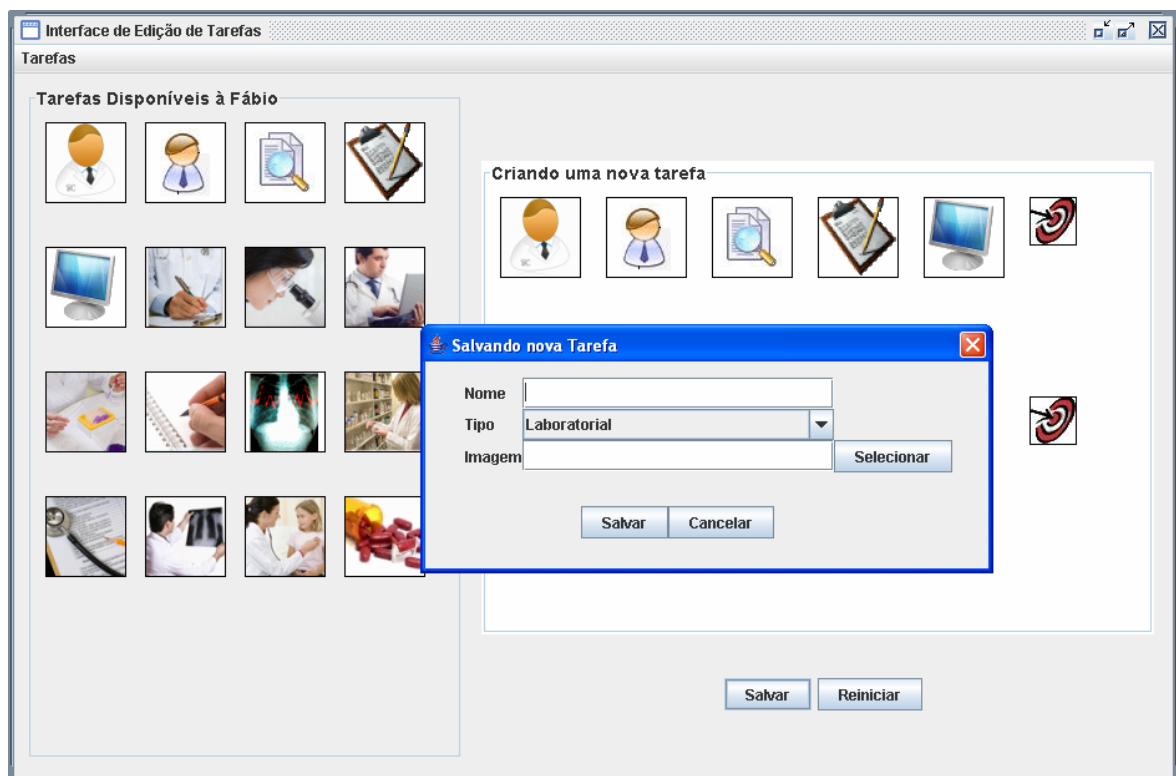 Interface de Edição de Tarefas
Tarefas
Tarefas Disponíveis à Fábio
Criando uma nova tarefa
Salvando nova Tarefa
Nome
Tipo Laboratorial
Imagem Selecionar
Salvar Cancelar
Salvar Reiniciar